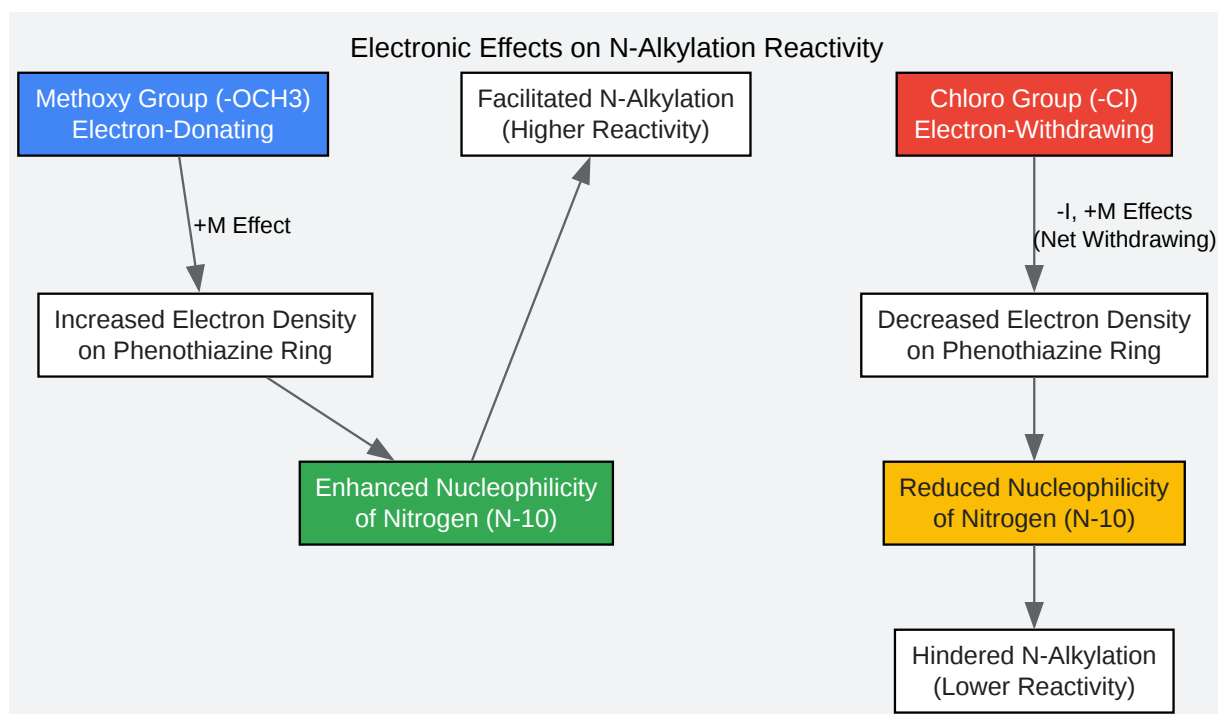 Electronic Effects on N-Alkylation Reactivity
Methoxy Group (-OCH3)
Electron-Donating
+M Effect
Increased Electron Density
on Phenothiazine Ring
Enhanced Nucleophilicity
of Nitrogen (N-10)
Facilitated N-Alkylation
(Higher Reactivity)
Chloro Group (-Cl)
Electron-Withdrawing
-I, +M Effects
(Net Withdrawing)
Decreased Electron Density
on Phenothiazine Ring
Reduced Nucleophilicity
of Nitrogen (N-10)
Hindered N-Alkylation
(Lower Reactivity)